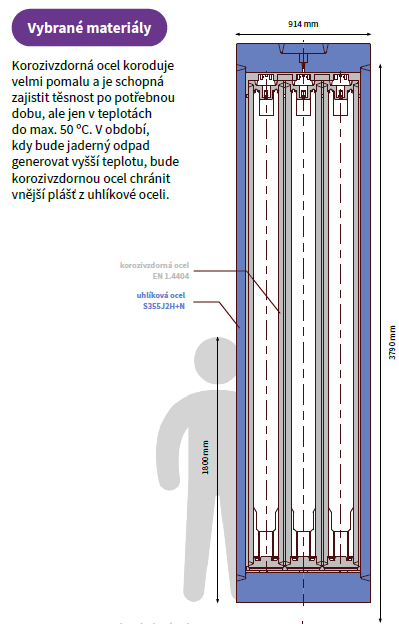 Vybrané materiály
914 mm
Korozivzdorná ocel koroduje
velmi pomalu a je schopná
zajistit těsnost po potřebnou
dobu, ale jen v teplotách
do max. 50 ºC. V období,
kdy bude jaderný odpad
generovat vyšší teplotu, bude
korozivzdornou ocel chránit
vnější plášť z uhlíkové oceli.
korozivzdorná ocel
EN 1.4404
uhlíková ocel
S355J2H+N
3790 mm
1800 mm